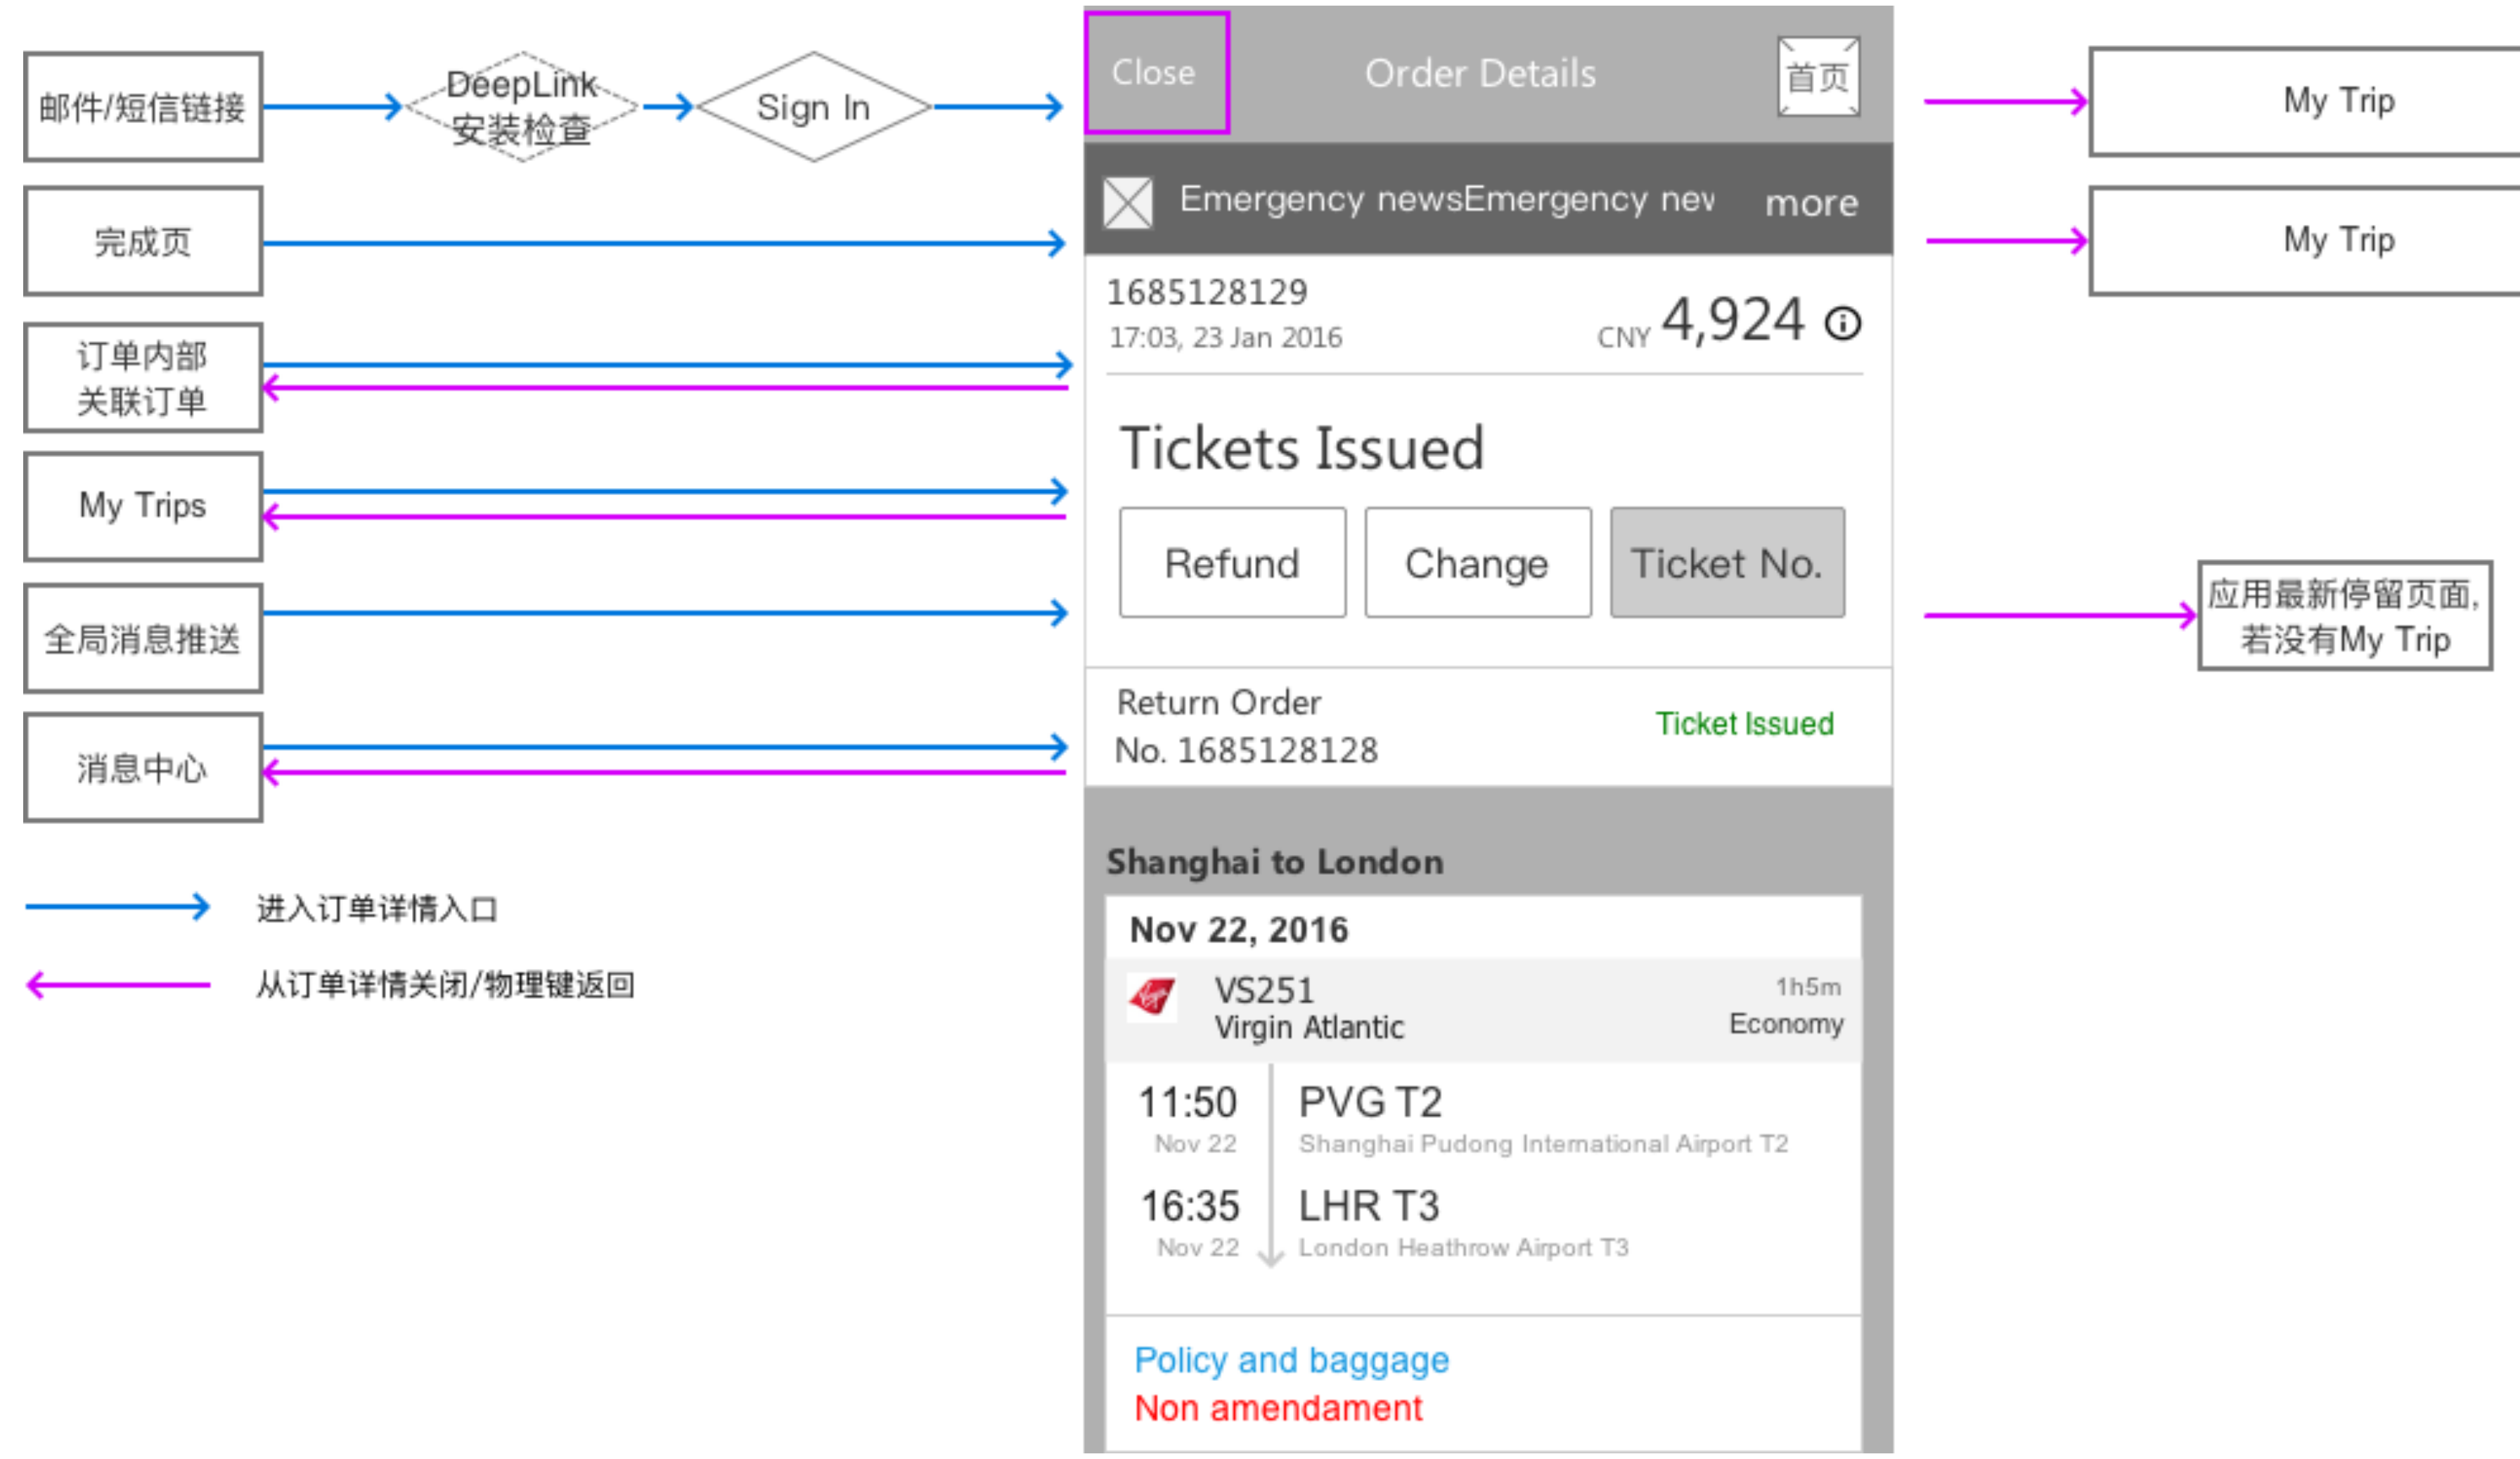 邮件/短信链接
DeepLink
安装检查
Sign In
完成页
订单内部
关联订单
My Trips
全局消息推送
消息中心
进入订单详情入口
从订单详情关闭/物理键返回
Close
Order Details
首页
Emergency newsEmergency nev
more
1685128129
17:03, 23 Jan 2016
CNY 4,924
Tickets Issued
Refund
Change
Ticket No.
Return Order
No. 1685128128
Ticket Issued
Shanghai to London
Nov 22, 2016
VS251
Virgin Atlantic
1h5m
Economy
11:50
Nov 22
PVG T2
Shanghai Pudong International Airport T2
16:35
Nov 22
LHR T3
London Heathrow Airport T3
Policy and baggage
Non amendament
My Trip
My Trip
应用最新停留页面,
若没有My Trip